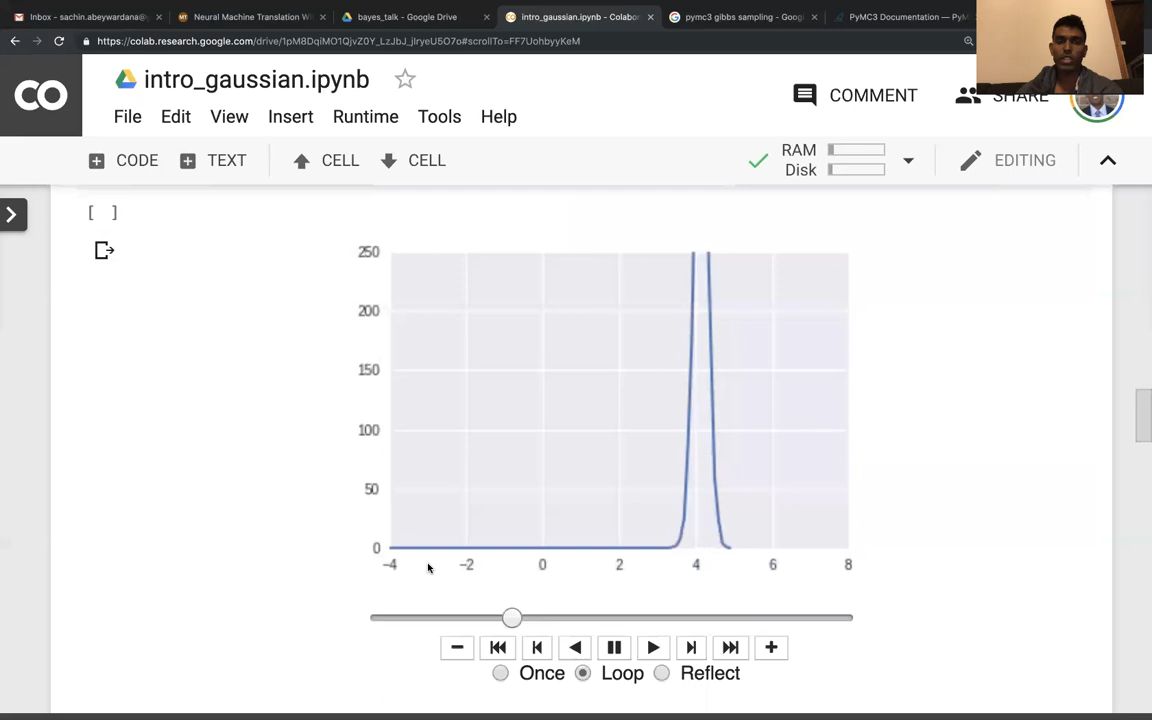 Inbox - sachin.abeywardana@
Neural Machine Translation Wi
bayes_talk - Google Drive
intro_gaussian.ipynb - Colabor
pymc3 gibbs sampling - Googl
PyMC3 Documentation — PyM
https://colab.research.google.com/drive/1pM8DqiMO1QjvZ0Y_LzJbJ_jIryeU5O7o#scrollTo=FF7UohbyyKeM
CO
intro_gaussian.ipynb
COMMENT
SHARE
File Edit View Insert Runtime Tools Help
CODE TEXT CELL CELL
RAM
Disk
EDITING
[ ]
250
200
150
100
50
0
−4 −2 0 2 4 6 8
Once Loop Reflect